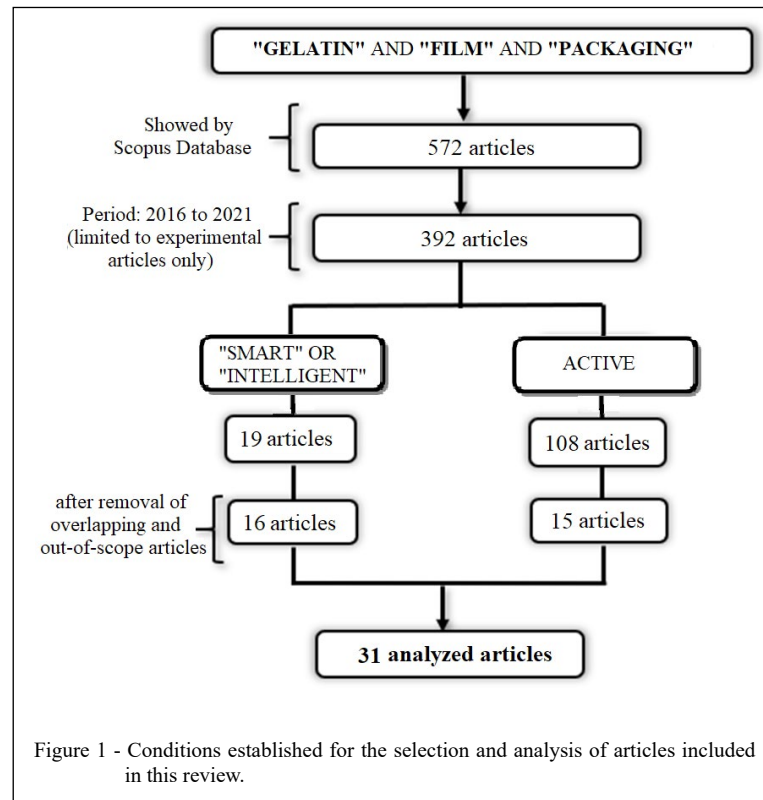 "GELATIN" AND "FILM" AND "PACKAGING"
Showed by
Scopus Database
572 articles
Period: 2016 to 2021
(limited to experimental
articles only)
392 articles
"SMART" OR
"INTELLIGENT"
ACTIVE
19 articles
108 articles
after removal of
overlapping and
out-of-scope articles
16 articles
15 articles
31 analyzed articles
Figure 1 - Conditions established for the selection and analysis of articles included
in this review.